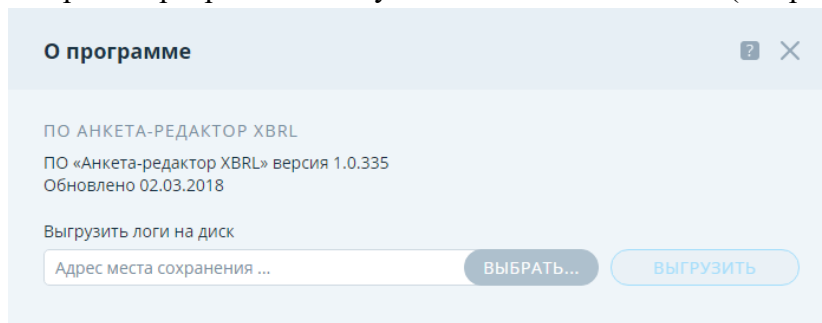 О программе
?
ПО АНКЕТА-РЕДАКТОР XBRL
ПО «Анкета-редактор XBRL» версия 1.0.335
Обновлено 02.03.2018
Выгрузить логи на диск
Адрес места сохранения ... ВЫБРАТЬ... ВЫГРУЗИТЬ